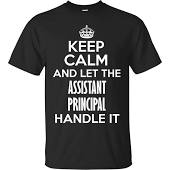 KEEP
CALM
AND LET THE
ASSISTANT
PRINCIPAL
HANDLE IT